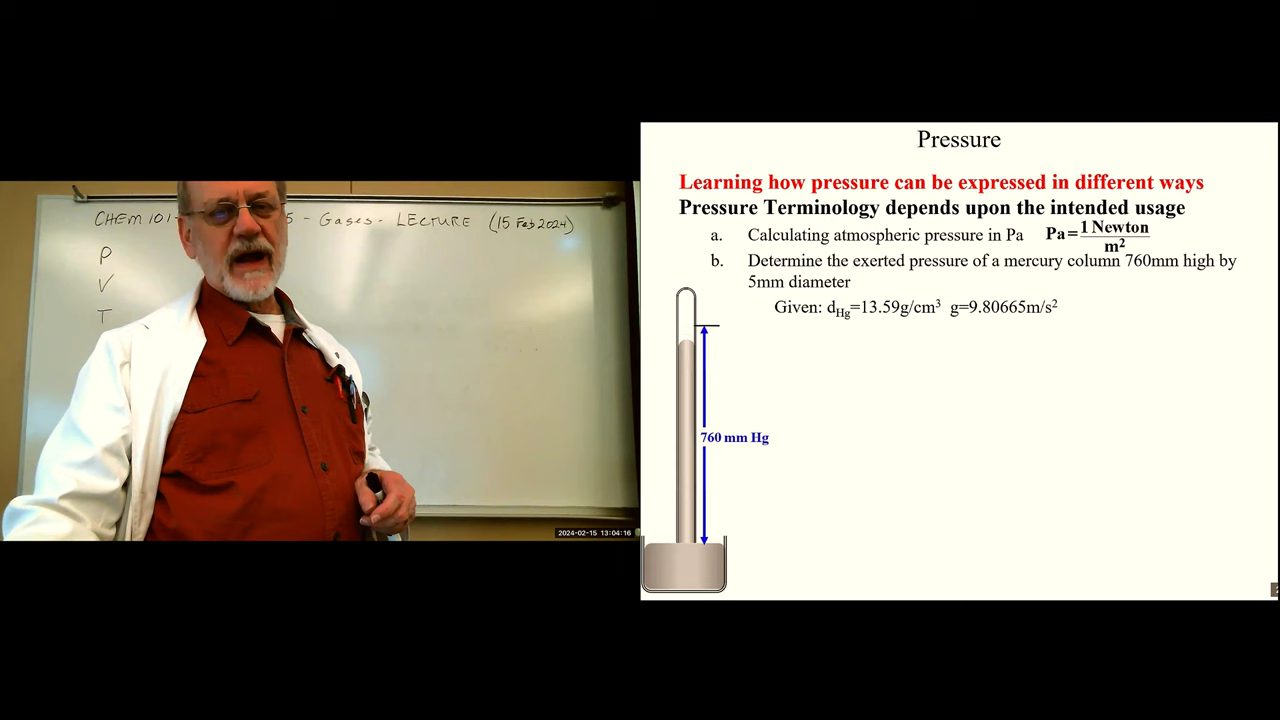 CHEM 101- 5 - Gases - LECTURE (15 Feb 2024)
P
V
T
2024-02-15 13:04:16
Pressure
Learning how pressure can be expressed in different ways
Pressure Terminology depends upon the intended usage
a. Calculating atmospheric pressure in Pa Pa=1 Newton/m²
b. Determine the exerted pressure of a mercury column 760mm high by
5mm diameter
Given: dHg=13.59g/cm³ g=9.80665m/s²
760 mm Hg